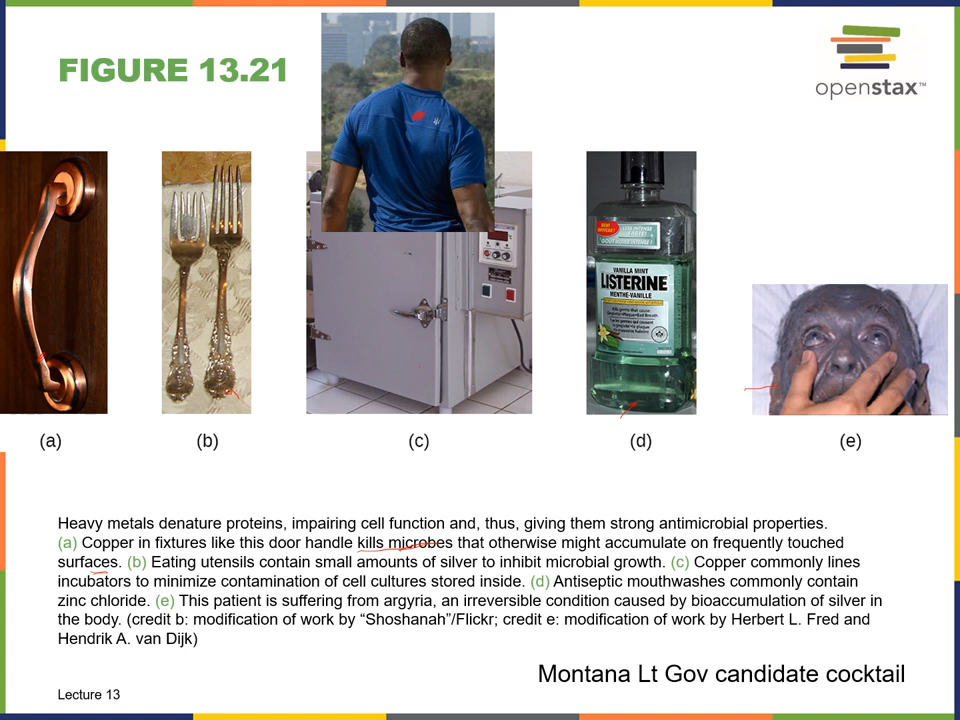 FIGURE 13.21
openstax™
VANILLA MINT
LISTERINE
MENTHE-VANILLE
(a)
(b)
(c)
(d)
(e)
Heavy metals denature proteins, impairing cell function and, thus, giving them strong antimicrobial properties.
(a) Copper in fixtures like this door handle kills microbes that otherwise might accumulate on frequently touched
surfaces. (b) Eating utensils contain small amounts of silver to inhibit microbial growth. (c) Copper commonly lines
incubators to minimize contamination of cell cultures stored inside. (d) Antiseptic mouthwashes commonly contain
zinc chloride. (e) This patient is suffering from argyria, an irreversible condition caused by bioaccumulation of silver in
the body. (credit b: modification of work by “Shoshanah”/Flickr; credit e: modification of work by Herbert L. Fred and
Hendrik A. van Dijk)
Montana Lt Gov candidate cocktail
Lecture 13